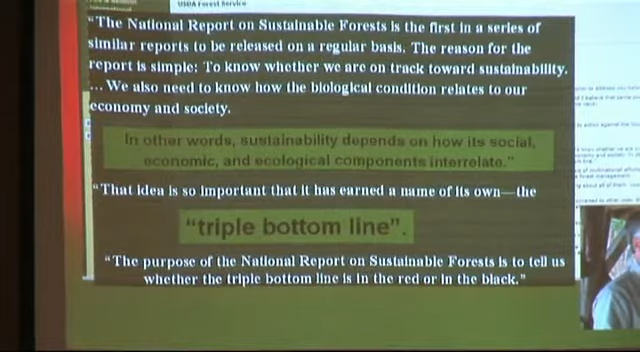 USDA Forest Service
“The National Report on Sustainable Forests is the first in a series of
similar reports to be released on a regular basis. The reason for the
report is simple: To know whether we are on track toward sustainability.
... We also need to know how the biological condition relates to our
economy and society.
In other words, sustainability depends on how its social,
economic, and ecological components interrelate.”
“That idea is so important that it has earned a name of its own—the
“triple bottom line”.
“The purpose of the National Report on Sustainable Forests is to tell us
whether the triple bottom line is in the red or in the black.”